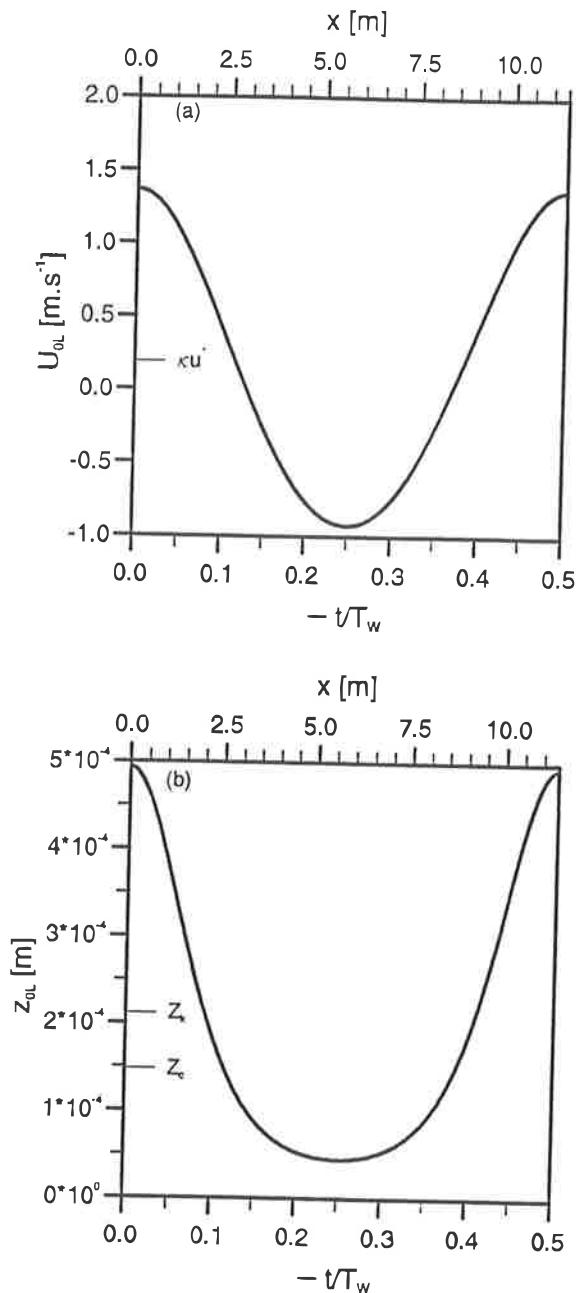 x [m]
0.0 2.5 5.0 7.5 10.0
(a)
2.0
1.5
1.0
0.5
0.0
-0.5
-1.0
U₀L [m.s⁻¹]
κu*
0.0 0.1 0.2 0.3 0.4 0.5
— t/Tw
x [m]
0.0 2.5 5.0 7.5 10.0
(b)
5*10⁻⁴
4*10⁻⁴
3*10⁻⁴
2*10⁻⁴
1*10⁻⁴
0*10⁰
z₀L [m]
0.0 0.1 0.2 0.3 0.4 0.5
— t/Tw